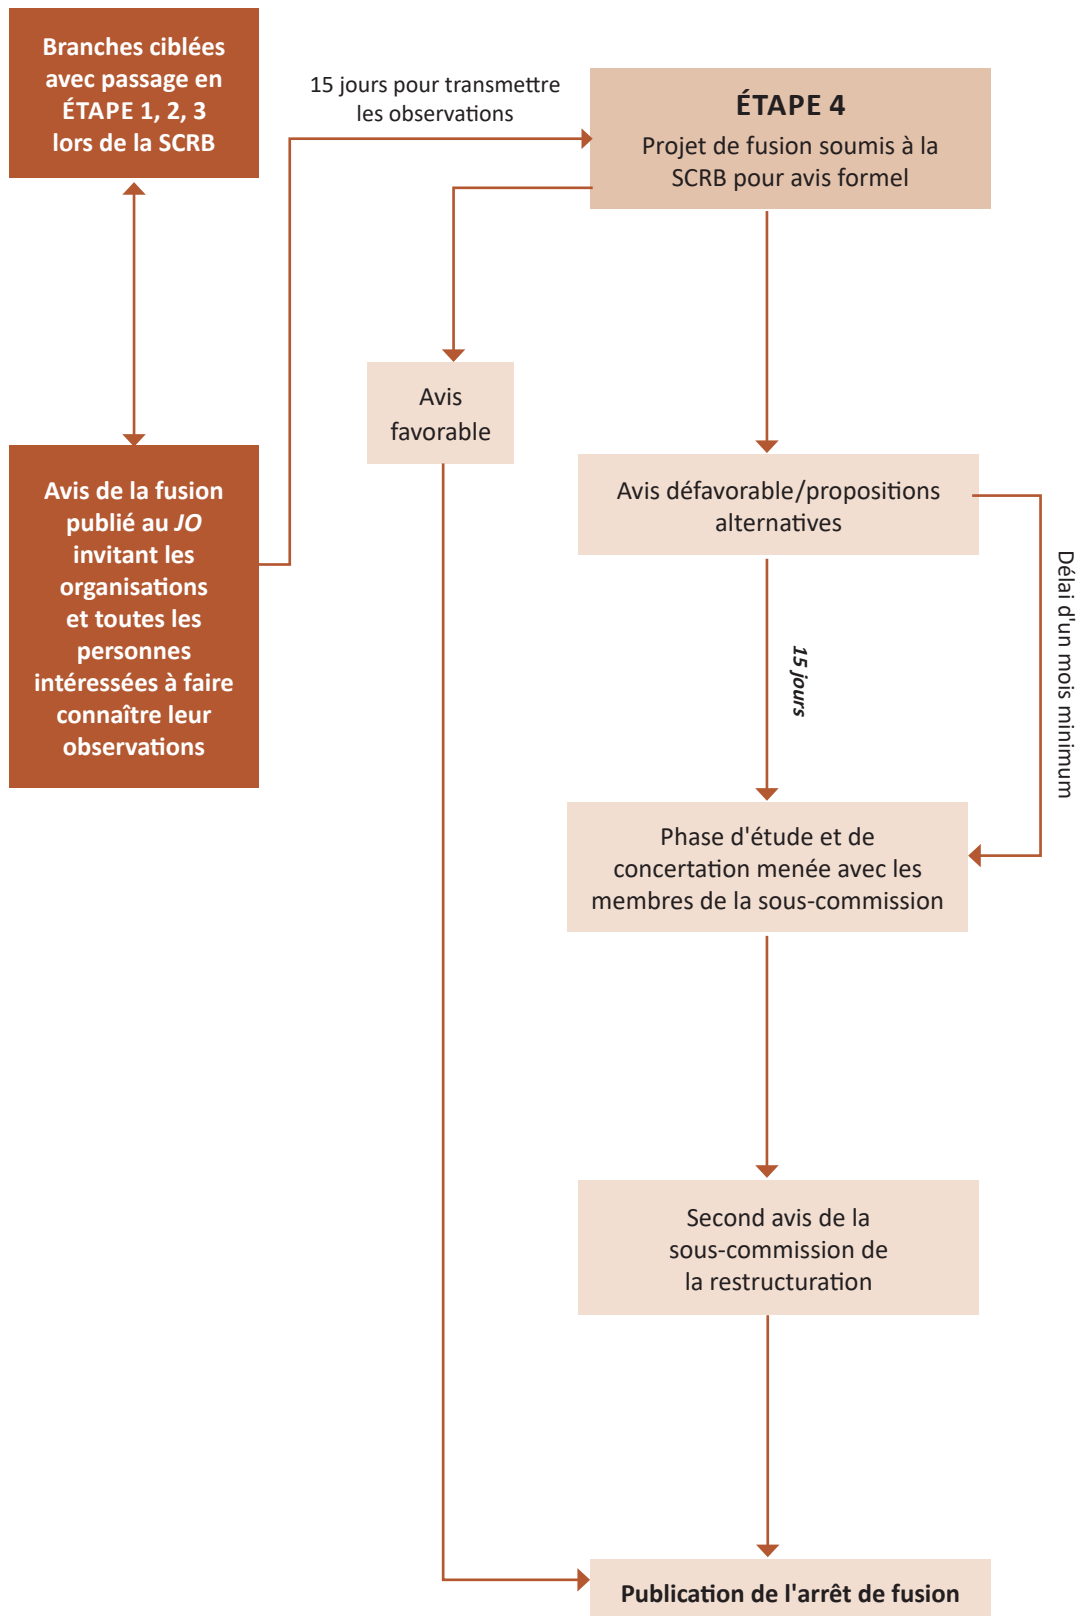 Branches ciblées
avec passage en
ÉTAPE 1, 2, 3
lors de la SCRB
15 jours pour transmettre
les observations
ÉTAPE 4
Projet de fusion soumis à la
SCRB pour avis formel
Avis
favorable
Avis de la fusion
publié au JO
invitant les
organisations
et toutes les
personnes
intéressées à faire
connaître leur
observations
Avis défavorable/propositions
alternatives
15 jours
Délai d'un mois minimum
Phase d'étude et de
concertation menée avec les
membres de la sous-commission
Second avis de la
sous-commission de
la restructuration
Publication de l'arrêt de fusion